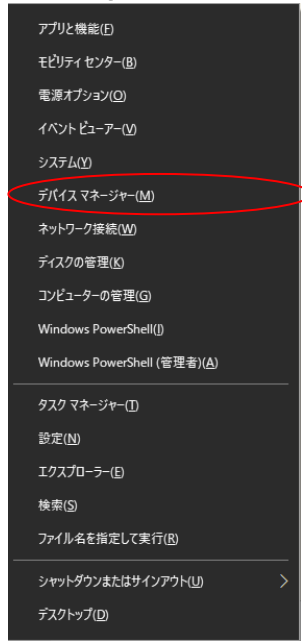 アプリと機能(F)
モビリティ センター(B)
電源オプション(O)
イベント ビューアー(V)
システム(Y)
デバイス マネージャー(M)
ネットワーク接続(W)
ディスクの管理(K)
コンピューターの管理(G)
Windows PowerShell(I)
Windows PowerShell (管理者)(A)
タスク マネージャー(T)
設定(N)
エクスプローラー(E)
検索(S)
ファイル名を指定して実行(R)
シャットダウンまたはサインアウト(U)
デスクトップ(D)